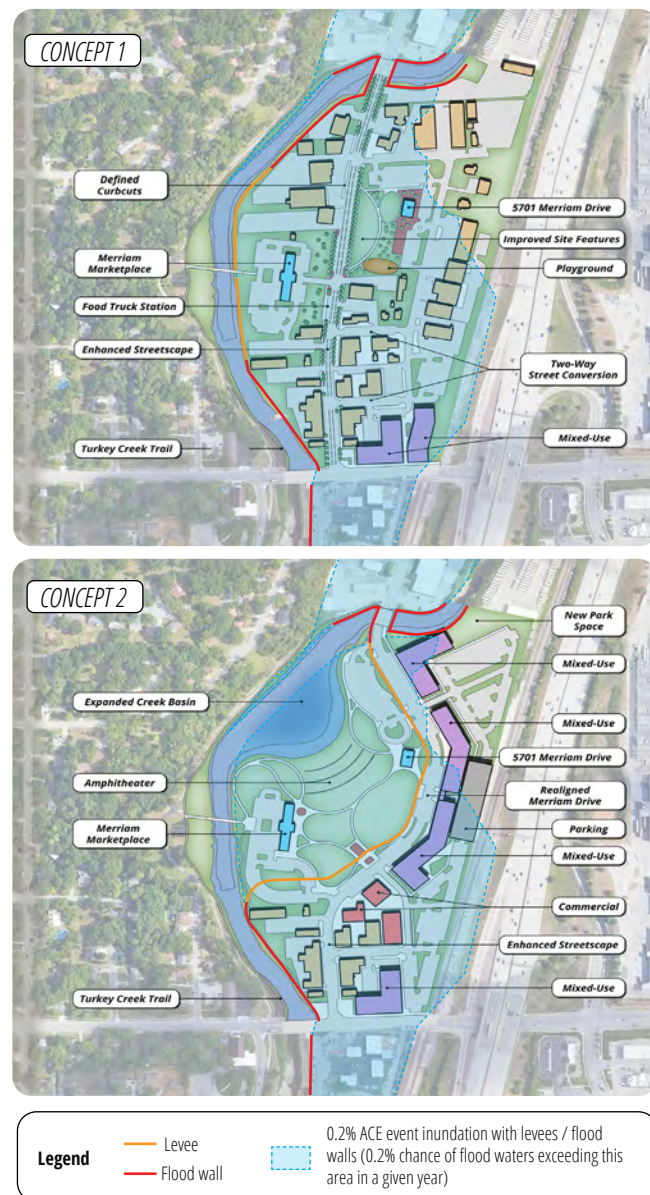 CONCEPT 1
Defined
Curbcuts
5701 Merriam Drive
Improved Site Features
Merriam
Marketplace
Playground
Food Truck Station
Enhanced Streetscape
Two-Way
Street Conversion
Turkey Creek Trail
Mixed-Use
CONCEPT 2
New Park
Space
Mixed-Use
Expanded Creek Basin
Mixed-Use
5701 Merriam Drive
Amphitheater
Realigned
Merriam Drive
Merriam
Marketplace
Parking
Mixed-Use
Commercial
Enhanced Streetscape
Turkey Creek Trail
Mixed-Use
Legend
Levee
Flood wall
0.2% ACE event inundation with levees / flood
walls (0.2% chance of flood waters exceeding this
area in a given year)